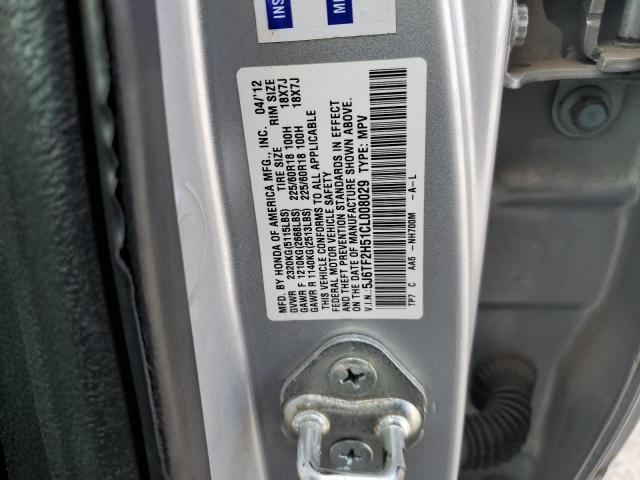 INS
ME
MFD. BY HONDA OF AMERICA MFG., INC. 04/'12
TIRE SIZE RIM SIZE
GVWR 2320KG(5115LBS)
GAWR F 1210KG(2668LBS) 225/60R18 100H 18X7J
GAWR R 1140KG(2513LBS) 225/60R18 100H 18X7J
THIS VEHICLE CONFORMS TO ALL APPLICABLE
FEDERAL MOTOR VEHICLE SAFETY
AND THEFT PREVENTION STANDARDS IN EFFECT
ON THE DATE OF MANUFACTURE SHOWN ABOVE.
V.I.N.:5J6TF2H51CL008029 TYPE: MPV
TP7 C AA5 -NH700M -A-L